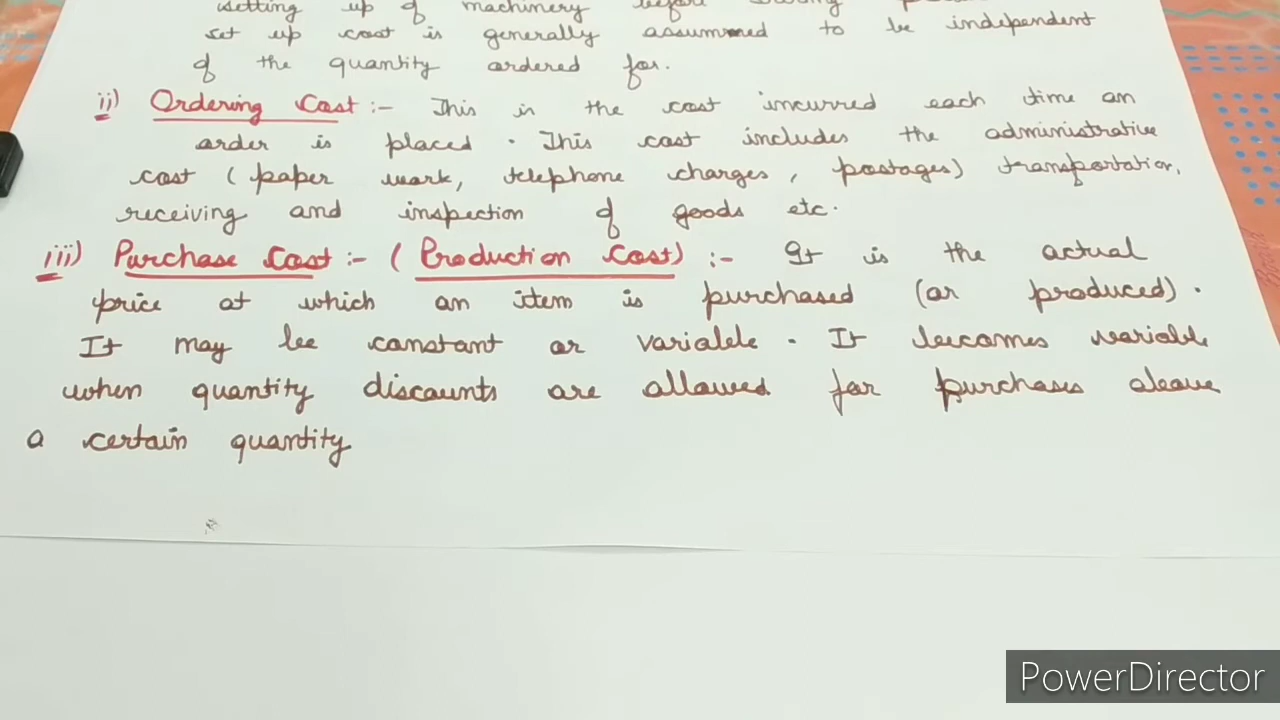 setting up of machinery before
set up cost is generally assumed to be independent
of the quantity ordered for.
ii) Ordering Cost :- This is the cost incurred each time an
order is placed. This cost includes the administrative
cost (paper work, telephone charges, postages) transportation,
receiving and inspection of goods etc.
iii) Purchase Cost :- (Production Cost) :- It is the actual
price at which an item is purchased (or produced).
It may be constant or variable. It becomes variable
when quantity discounts are allowed for purchases above
a certain quantity
PowerDirector